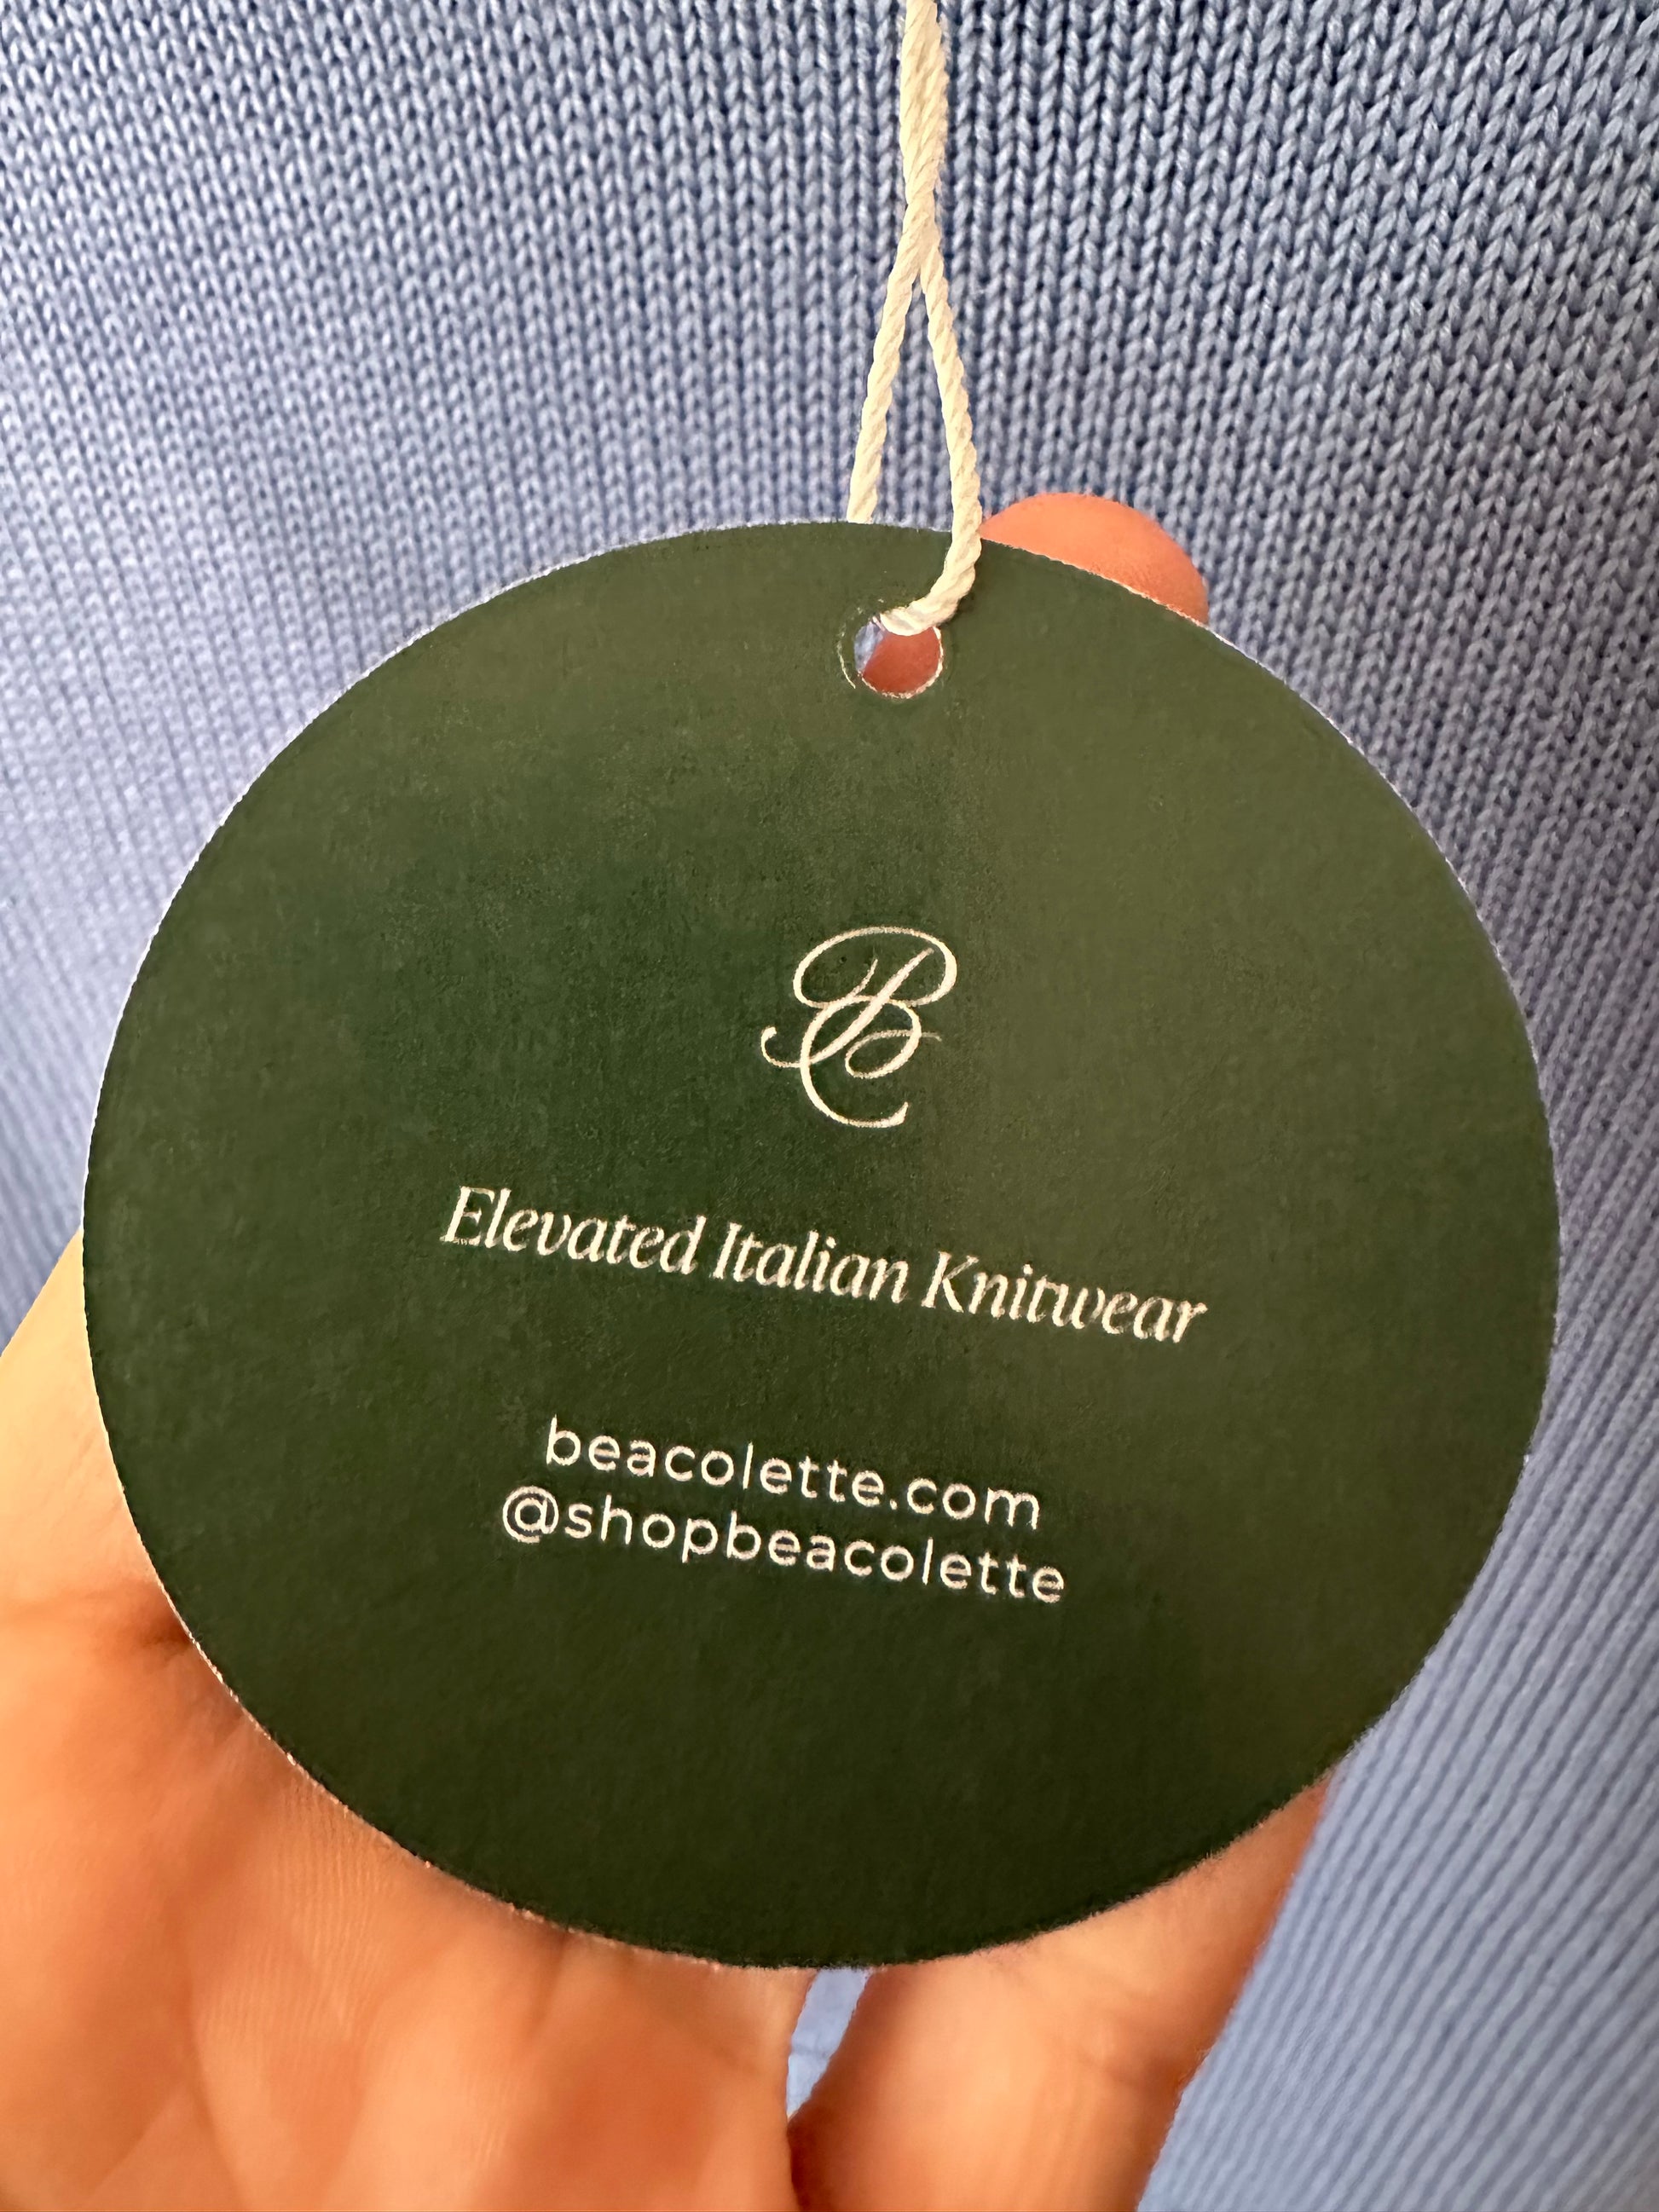 BC
Elevated Italian Knitwear
beacolette.com
@shopbeacolette